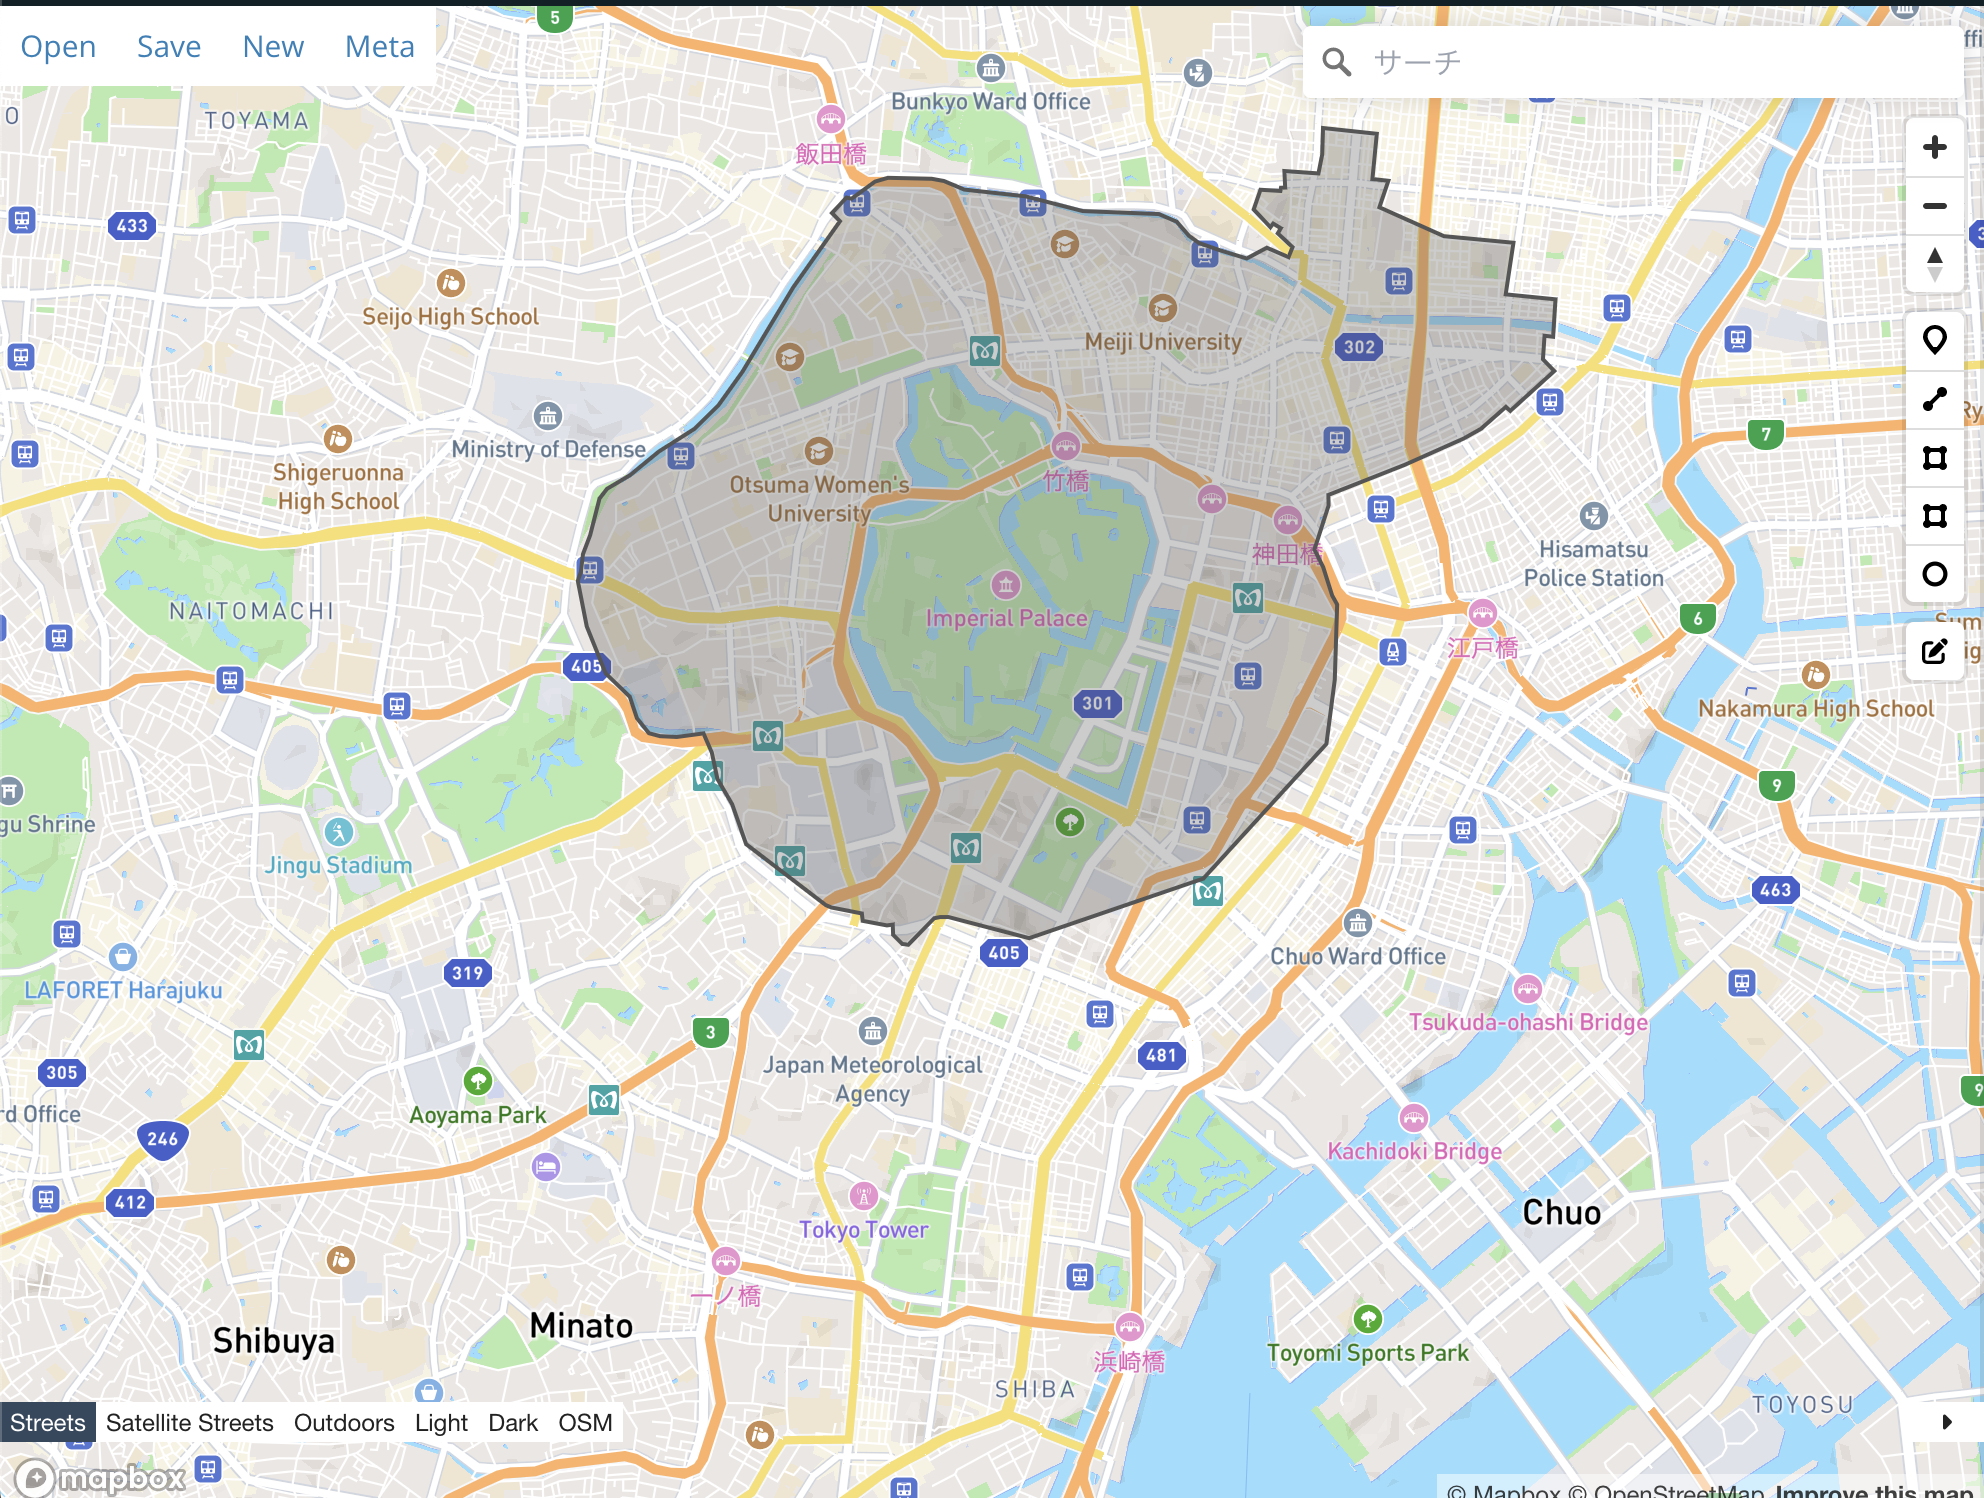 Open Save New Meta
サーチ
5
Bunkyo Ward Office
TOYAMA
飯田橋
433
Seijo High School
Meiji University
302
Ministry of Defense
Shigeruonna
High School
Otsuma Women's
University
竹橋
7
神田橋
Hisamatsu
Police Station
Imperial Palace
NAITOMACHI
6
江戸橋
405
301
Nakamura High School
9
gu Shrine
Jingu Stadium
463
405
Chuo Ward Office
319
LAFORET Harajuku
Tsukuda-ohashi Bridge
3
481
Japan Meteorological
Agency
305
rd Office
Aoyama Park
9
246
Kachidoki Bridge
412
Tokyo Tower
Chuo
一ノ橋
Minato
Shibuya
浜崎橋
Toyomi Sports Park
SHIBA
TOYOSU
Streets Satellite Streets Outdoors Light Dark OSM
mapbox
© Mapbox © OpenStreetMap Improve this map